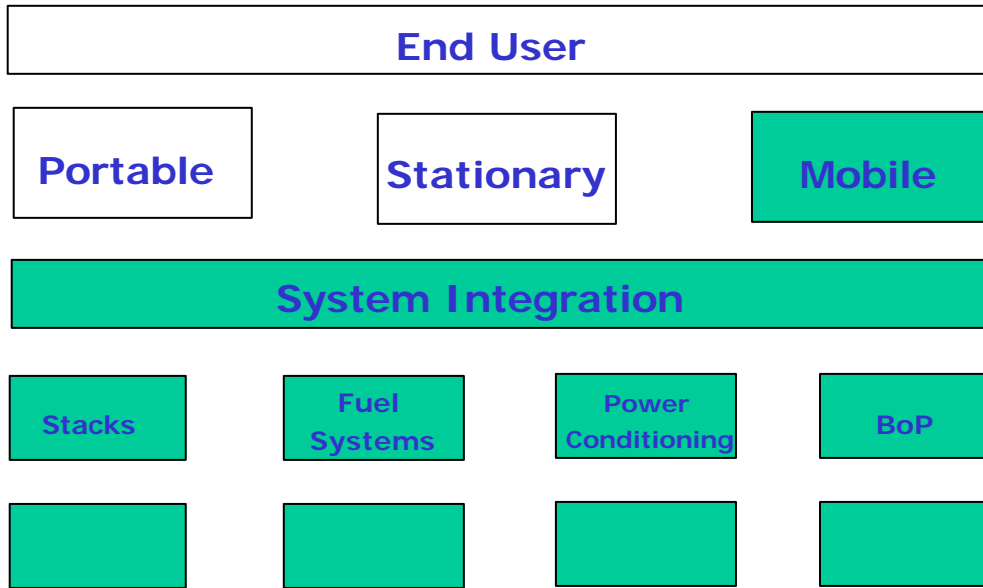 End User
Portable
Stationary
Mobile
System Integration
Stacks
Fuel
Systems
Power
Conditioning
BoP